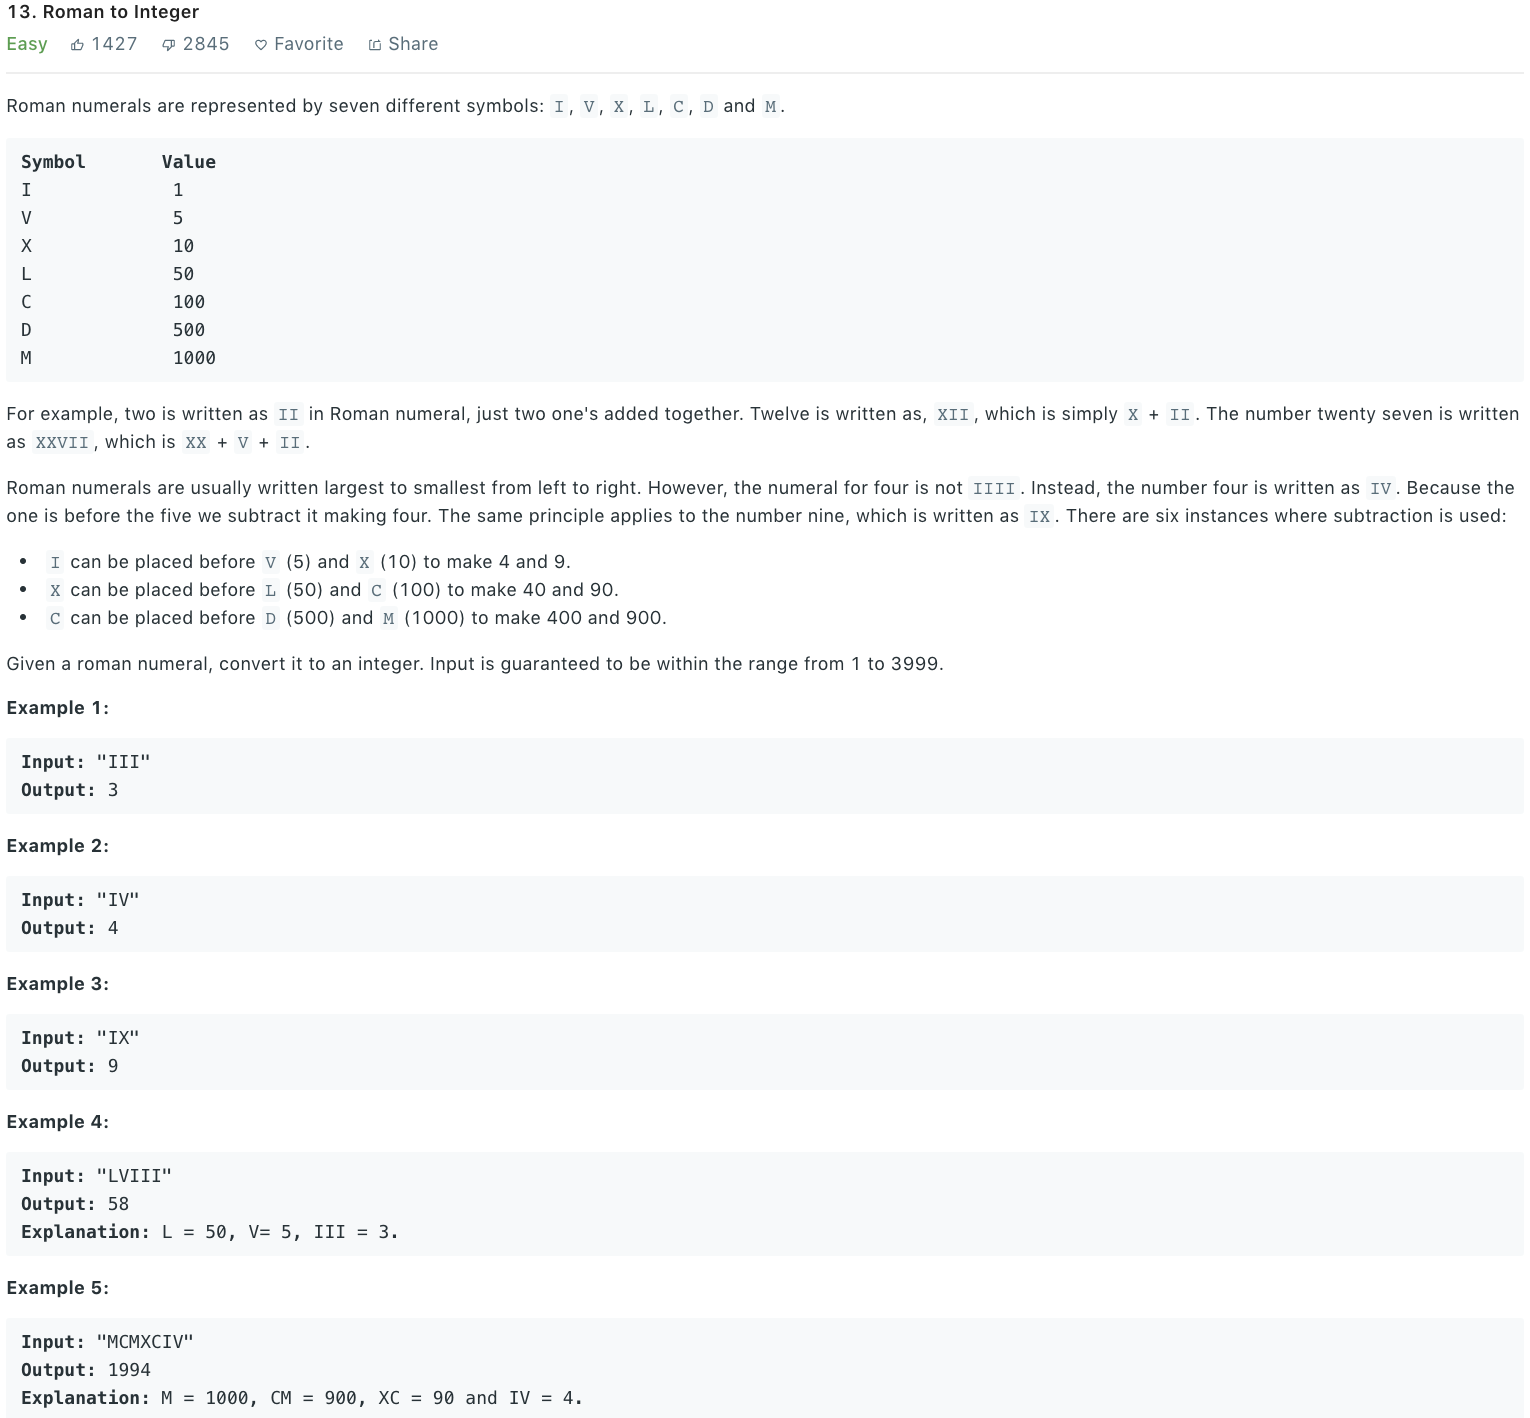 13. Roman to Integer
Easy 1427 2845 Favorite Share
Roman numerals are represented by seven different symbols: I, V, X, L, C, D and M.
Symbol Value
I 1
V 5
X 10
L 50
C 100
D 500
M 1000
For example, two is written as II in Roman numeral, just two one's added together. Twelve is written as, XII, which is simply X + II. The number twenty seven is written
as XXVII, which is XX + V + II.
Roman numerals are usually written largest to smallest from left to right. However, the numeral for four is not IIII. Instead, the number four is written as IV. Because the
one is before the five we subtract it making four. The same principle applies to the number nine, which is written as IX. There are six instances where subtraction is used:
• I can be placed before V (5) and X (10) to make 4 and 9.
• X can be placed before L (50) and C (100) to make 40 and 90.
• C can be placed before D (500) and M (1000) to make 400 and 900.
Given a roman numeral, convert it to an integer. Input is guaranteed to be within the range from 1 to 3999.
Example 1:
Input: "III"
Output: 3
Example 2:
Input: "IV"
Output: 4
Example 3:
Input: "IX"
Output: 9
Example 4:
Input: "LVIII"
Output: 58
Explanation: L = 50, V= 5, III = 3.
Example 5:
Input: "MCMXCIV"
Output: 1994
Explanation: M = 1000, CM = 900, XC = 90 and IV = 4.